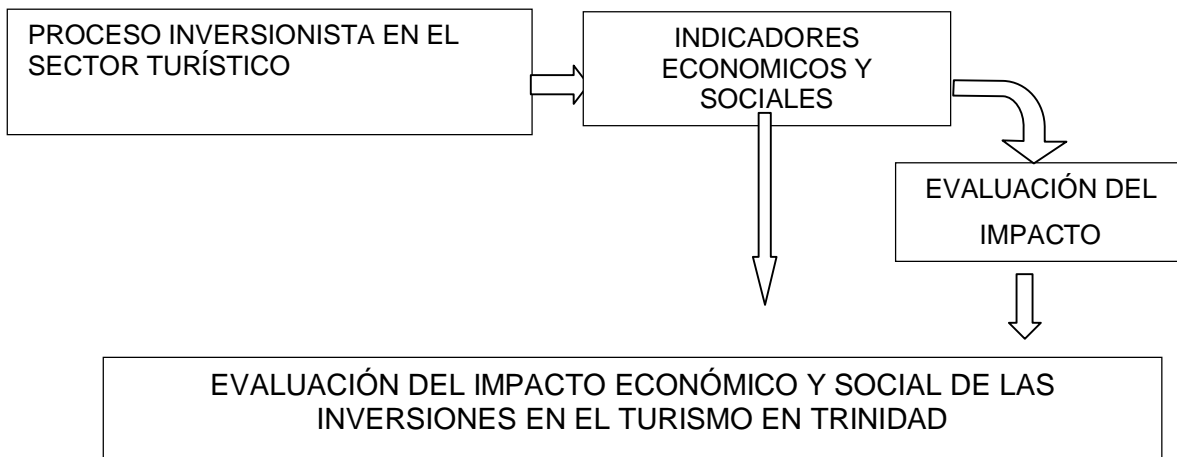 PROCESO INVERSIONISTA EN EL
SECTOR TURÍSTICO
INDICADORES
ECONOMICOS Y
SOCIALES
EVALUACIÓN DEL
IMPACTO
EVALUACIÓN DEL IMPACTO ECONÓMICO Y SOCIAL DE LAS
INVERSIONES EN EL TURISMO EN TRINIDAD